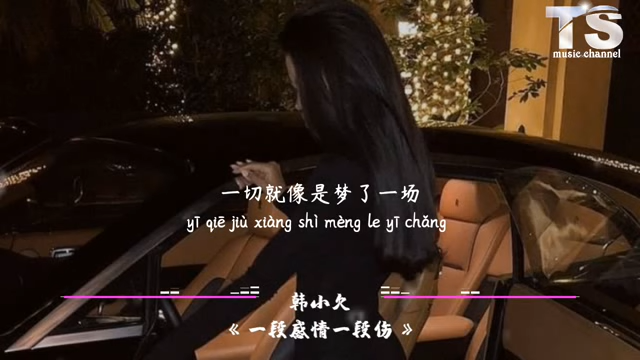 TS
music channel
一切就像是梦了一场
yī qiē jiù xiàng shì mèng le yī chǎng
韩小欠
《一段感情一段伤》